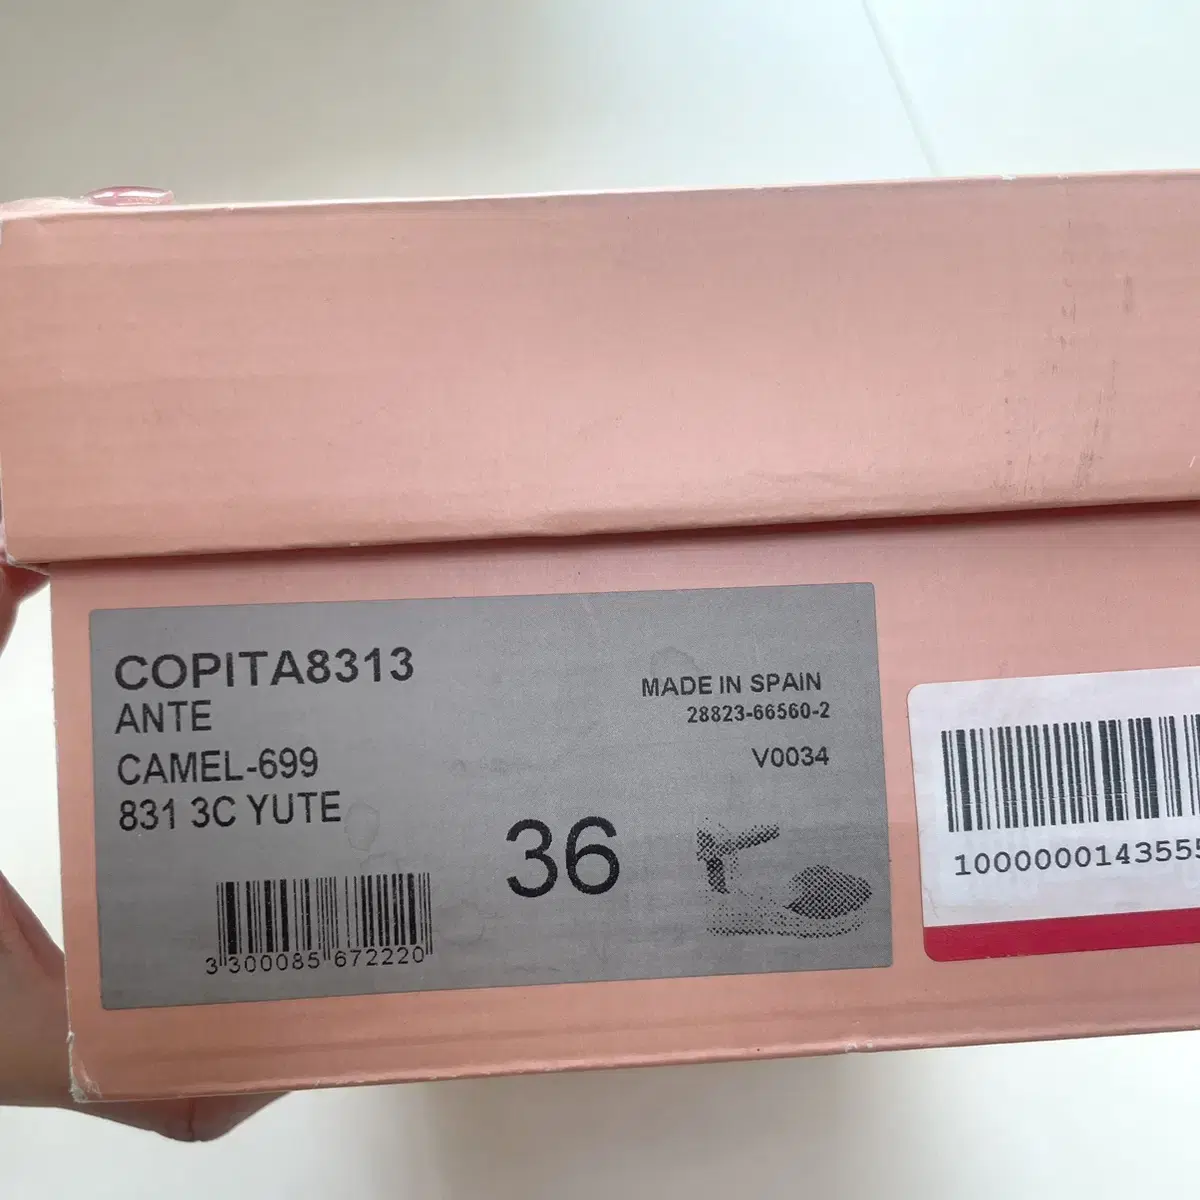 COPITA8313
ANTE
CAMEL-699
831 3C YUTE
MADE IN SPAIN
28823-66560-2
V0034
36
3 300085 672220
1000000143555